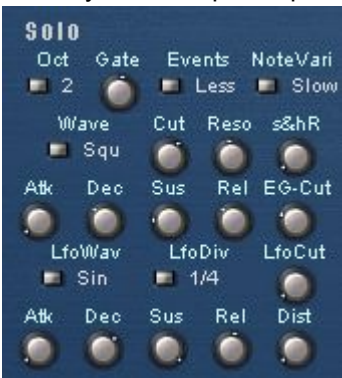 Solo
Oct Gate Events NoteVari
2 Less Slow
Wave Cut Reso s&hR
Squ
Atk Dec Sus Rel EG-Cut
LfoWav LfoDiv LfoCut
Sin 1/4
Atk Dec Sus Rel Dist